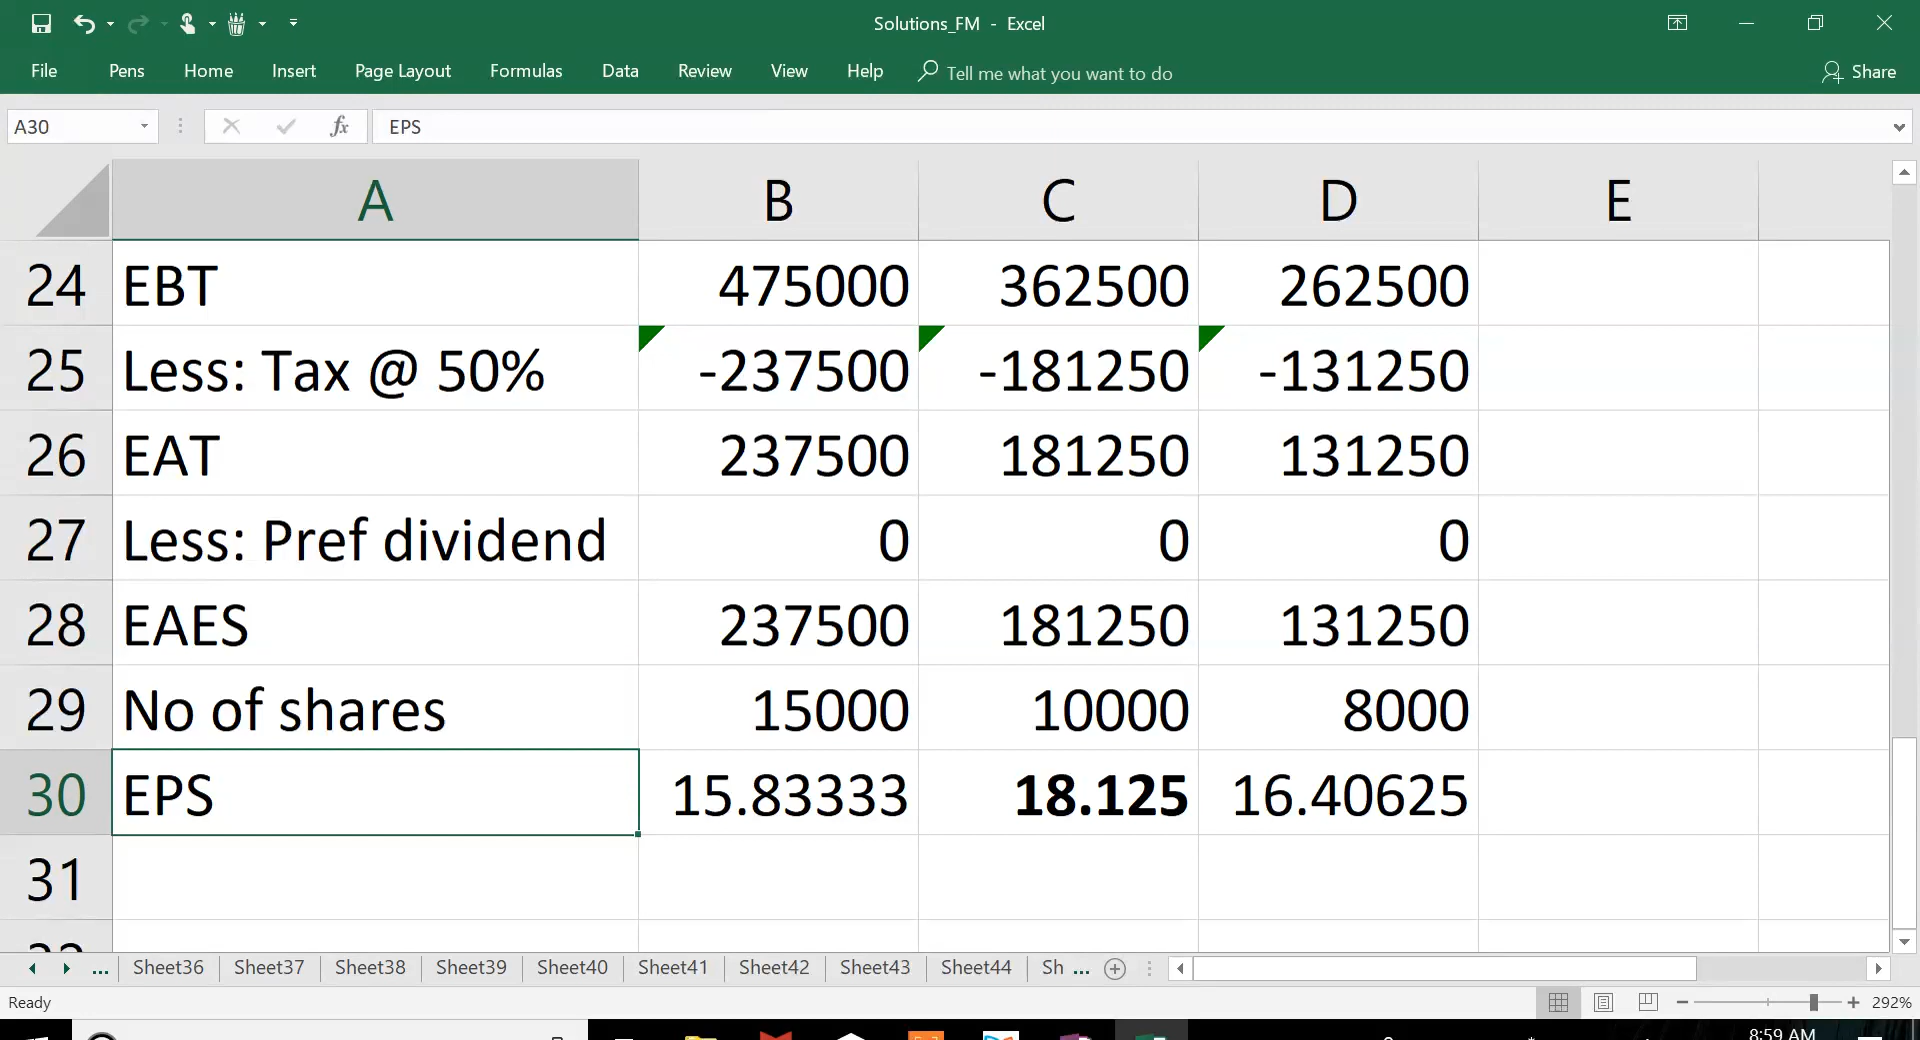 Solutions_FM - Excel
File Pens Home Insert Page Layout Formulas Data Review View Help Tell me what you want to do Share
A30 fx EPS
A B C D E
24 EBT 475000 362500 262500
25 Less: Tax @ 50% -237500 -181250 -131250
26 EAT 237500 181250 131250
27 Less: Pref dividend 0 0 0
28 EAES 237500 181250 131250
29 No of shares 15000 10000 8000
30 EPS 15.83333 18.125 16.40625
31
... Sheet36 Sheet37 Sheet38 Sheet39 Sheet40 Sheet41 Sheet42 Sheet43 Sheet44 Sh ...
Ready 292%
8:59 AM